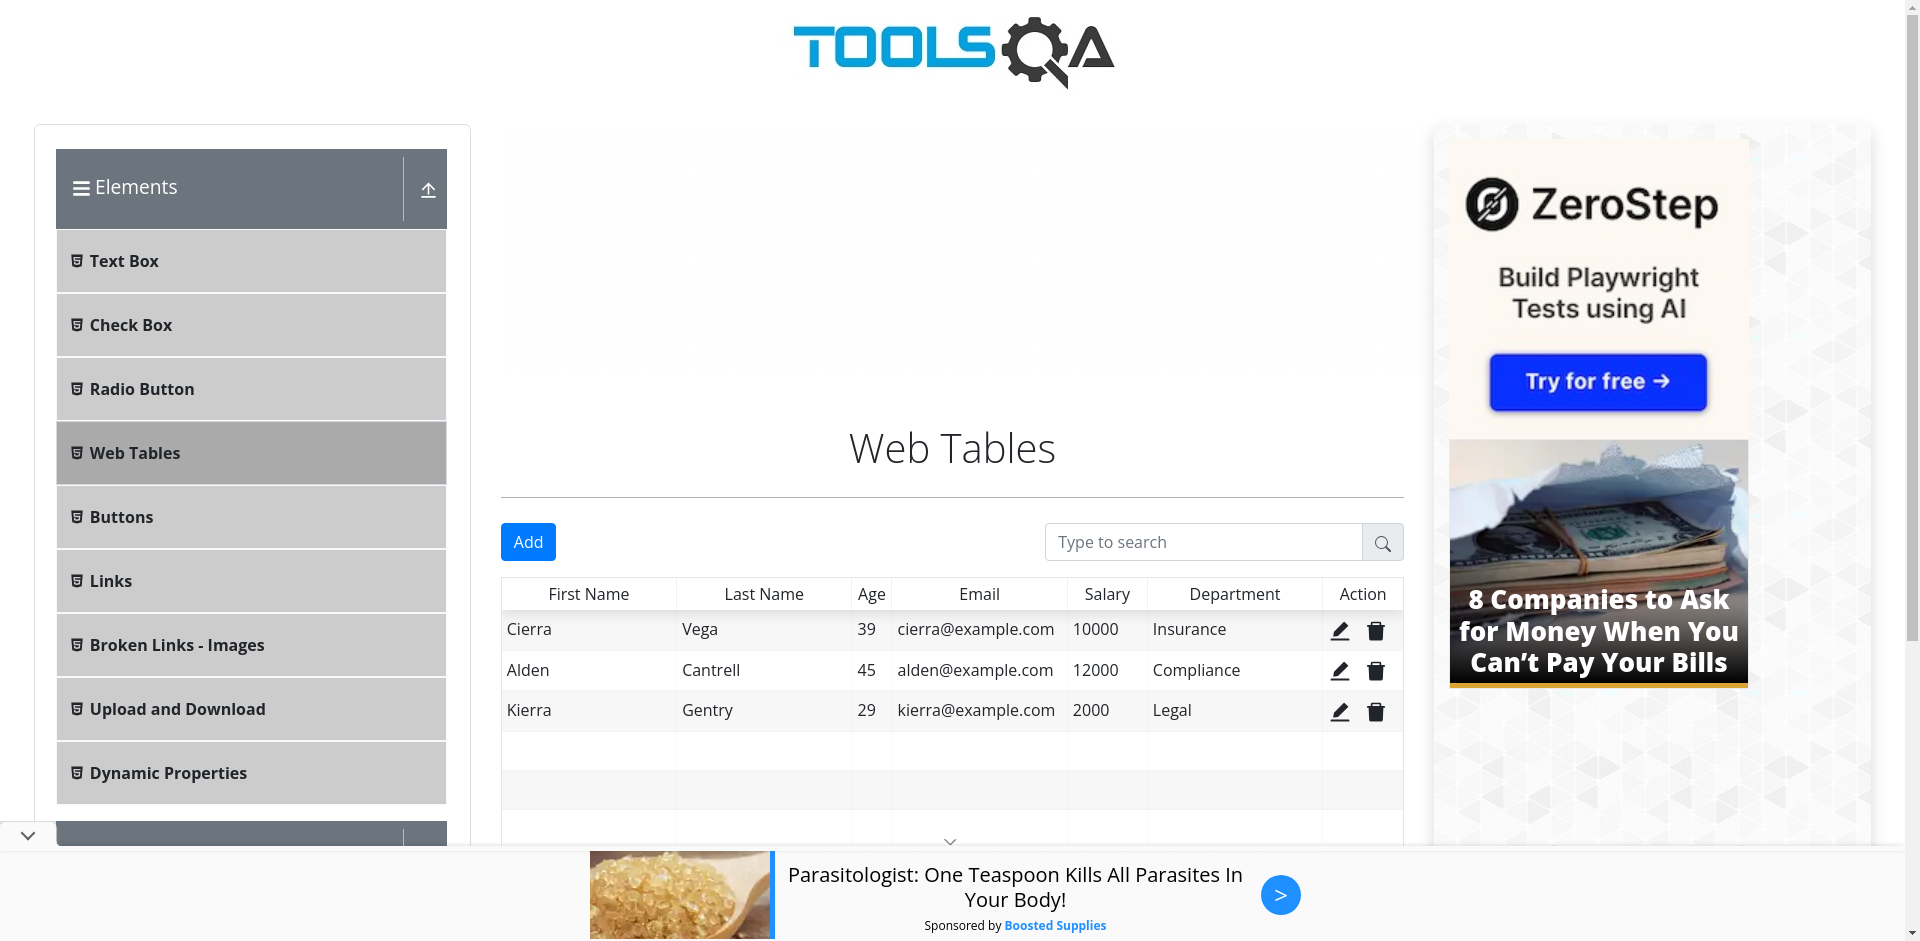 TOOLSQA
Elements
Text Box
Check Box
Radio Button
Web Tables
Buttons
Links
Broken Links - Images
Upload and Download
Dynamic Properties
Web Tables
Add
Type to search
First Name Last Name Age Email Salary Department Action
Cierra Vega 39 cierra@example.com 10000 Insurance
Alden Cantrell 45 alden@example.com 12000 Compliance
Kierra Gentry 29 kierra@example.com 2000 Legal
ZeroStep
Build Playwright
Tests using AI
Try for free →
8 Companies to Ask
for Money When You
Can’t Pay Your Bills
Parasitologist: One Teaspoon Kills All Parasites In
Your Body!
Sponsored by Boosted Supplies
>